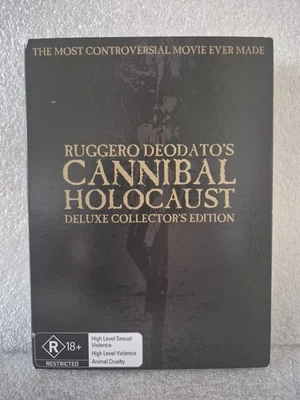 THE MOST CONTROVERSIAL MOVIE EVER MADE
RUGGERO DEODATO'S
CANNIBAL
HOLOCAUST
DELUXE COLLECTOR'S EDITION
R 18+
RESTRICTED
High Level Sexual
Violence
High Level Violence
Animal Cruelty